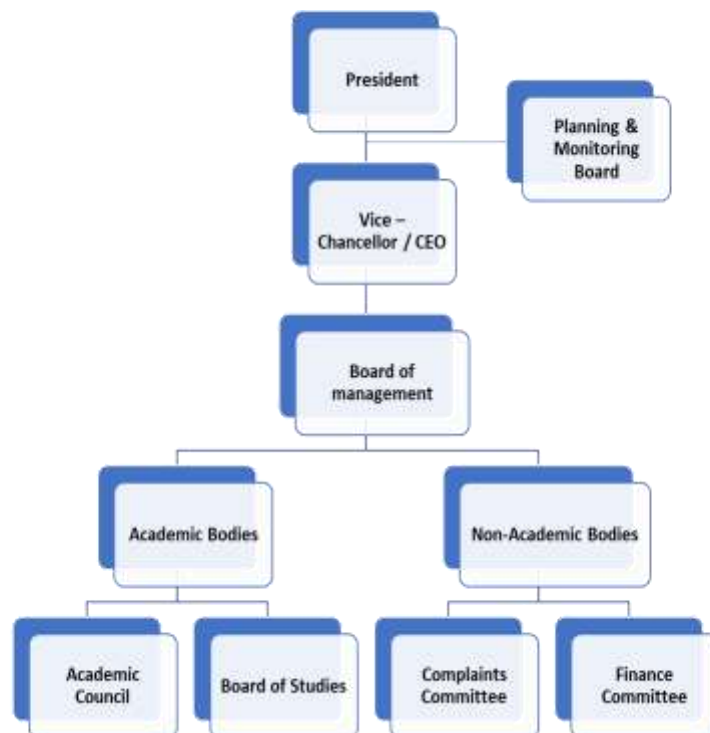 President
Planning &
Monitoring
Board
Vice –
Chancellor / CEO
Board of
management
Academic Bodies
Non-Academic Bodies
Academic
Council
Board of Studies
Complaints
Committee
Finance
Committee